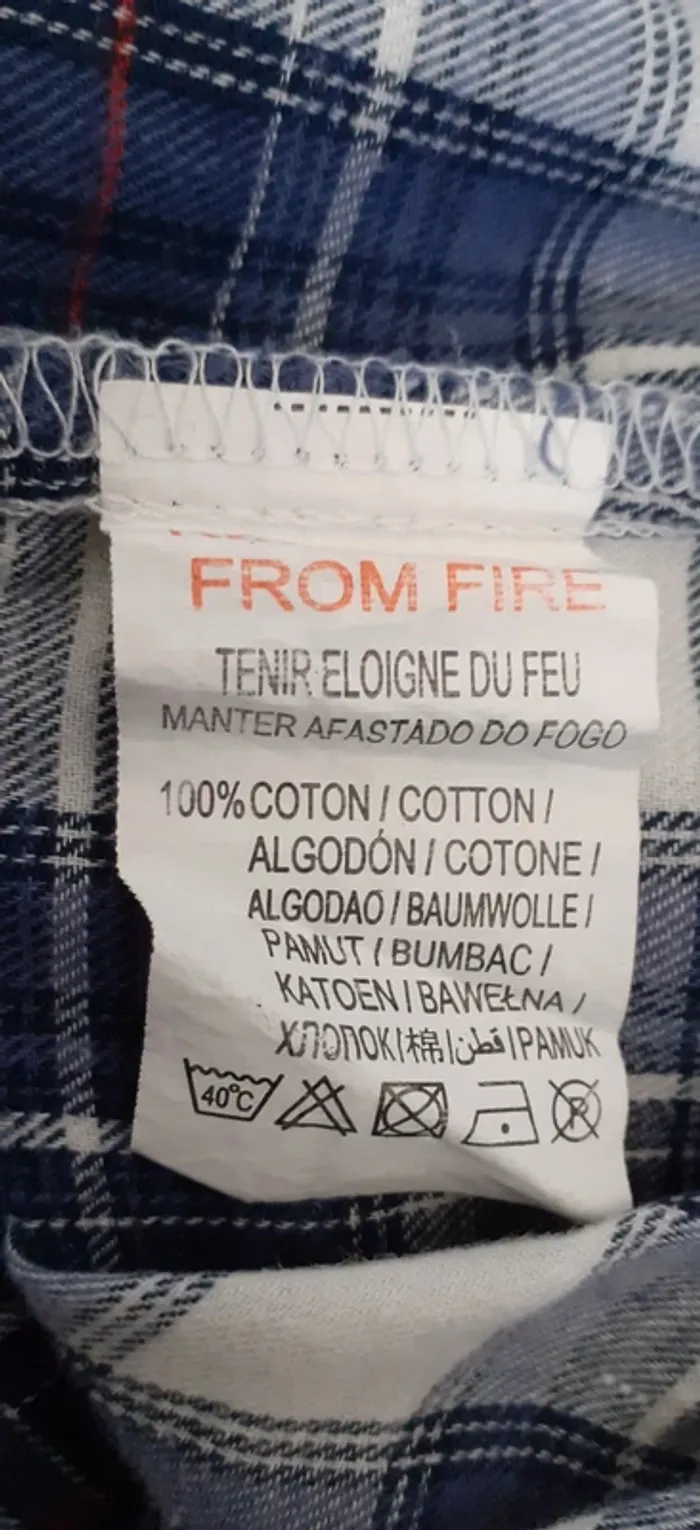 FROM FIRE
TENIR ELOIGNE DU FEU
MANTER AFASTADO DO FOGO
100% COTON / COTTON /
ALGODÓN / COTONE /
ALGODAO / BAUMWOLLE /
PAMUT / BUMBAC /
KATOEN / BAWEŁNA /
ХЛОПОК / 棉 / قطن / PAMUK
40°C
P